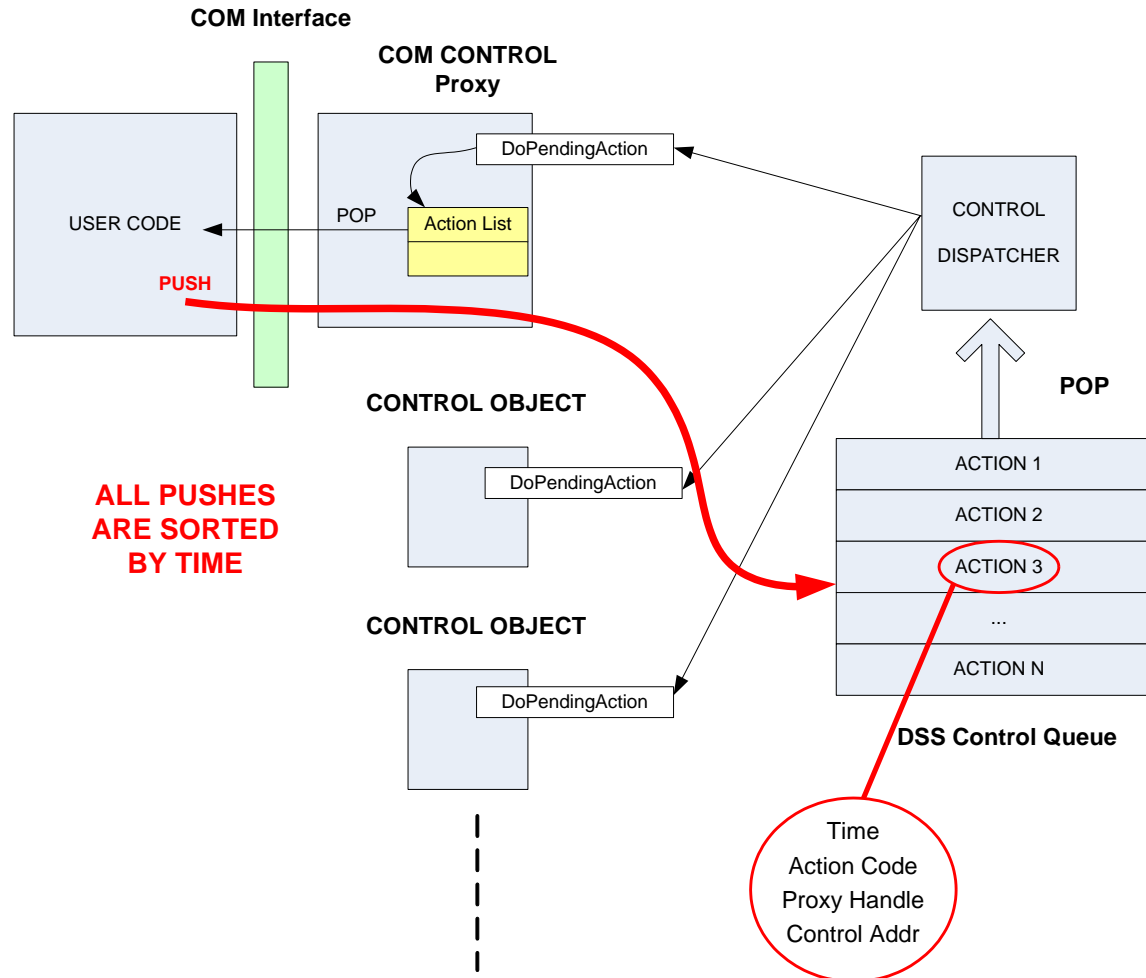 COM Interface
COM CONTROL
Proxy
DoPendingAction
USER CODE
POP
Action List
PUSH
CONTROL
DISPATCHER
POP
CONTROL OBJECT
DoPendingAction
ALL PUSHES
ARE SORTED
BY TIME
ACTION 1
ACTION 2
ACTION 3
...
ACTION N
CONTROL OBJECT
DoPendingAction
DSS Control Queue
Time
Action Code
Proxy Handle
Control Addr